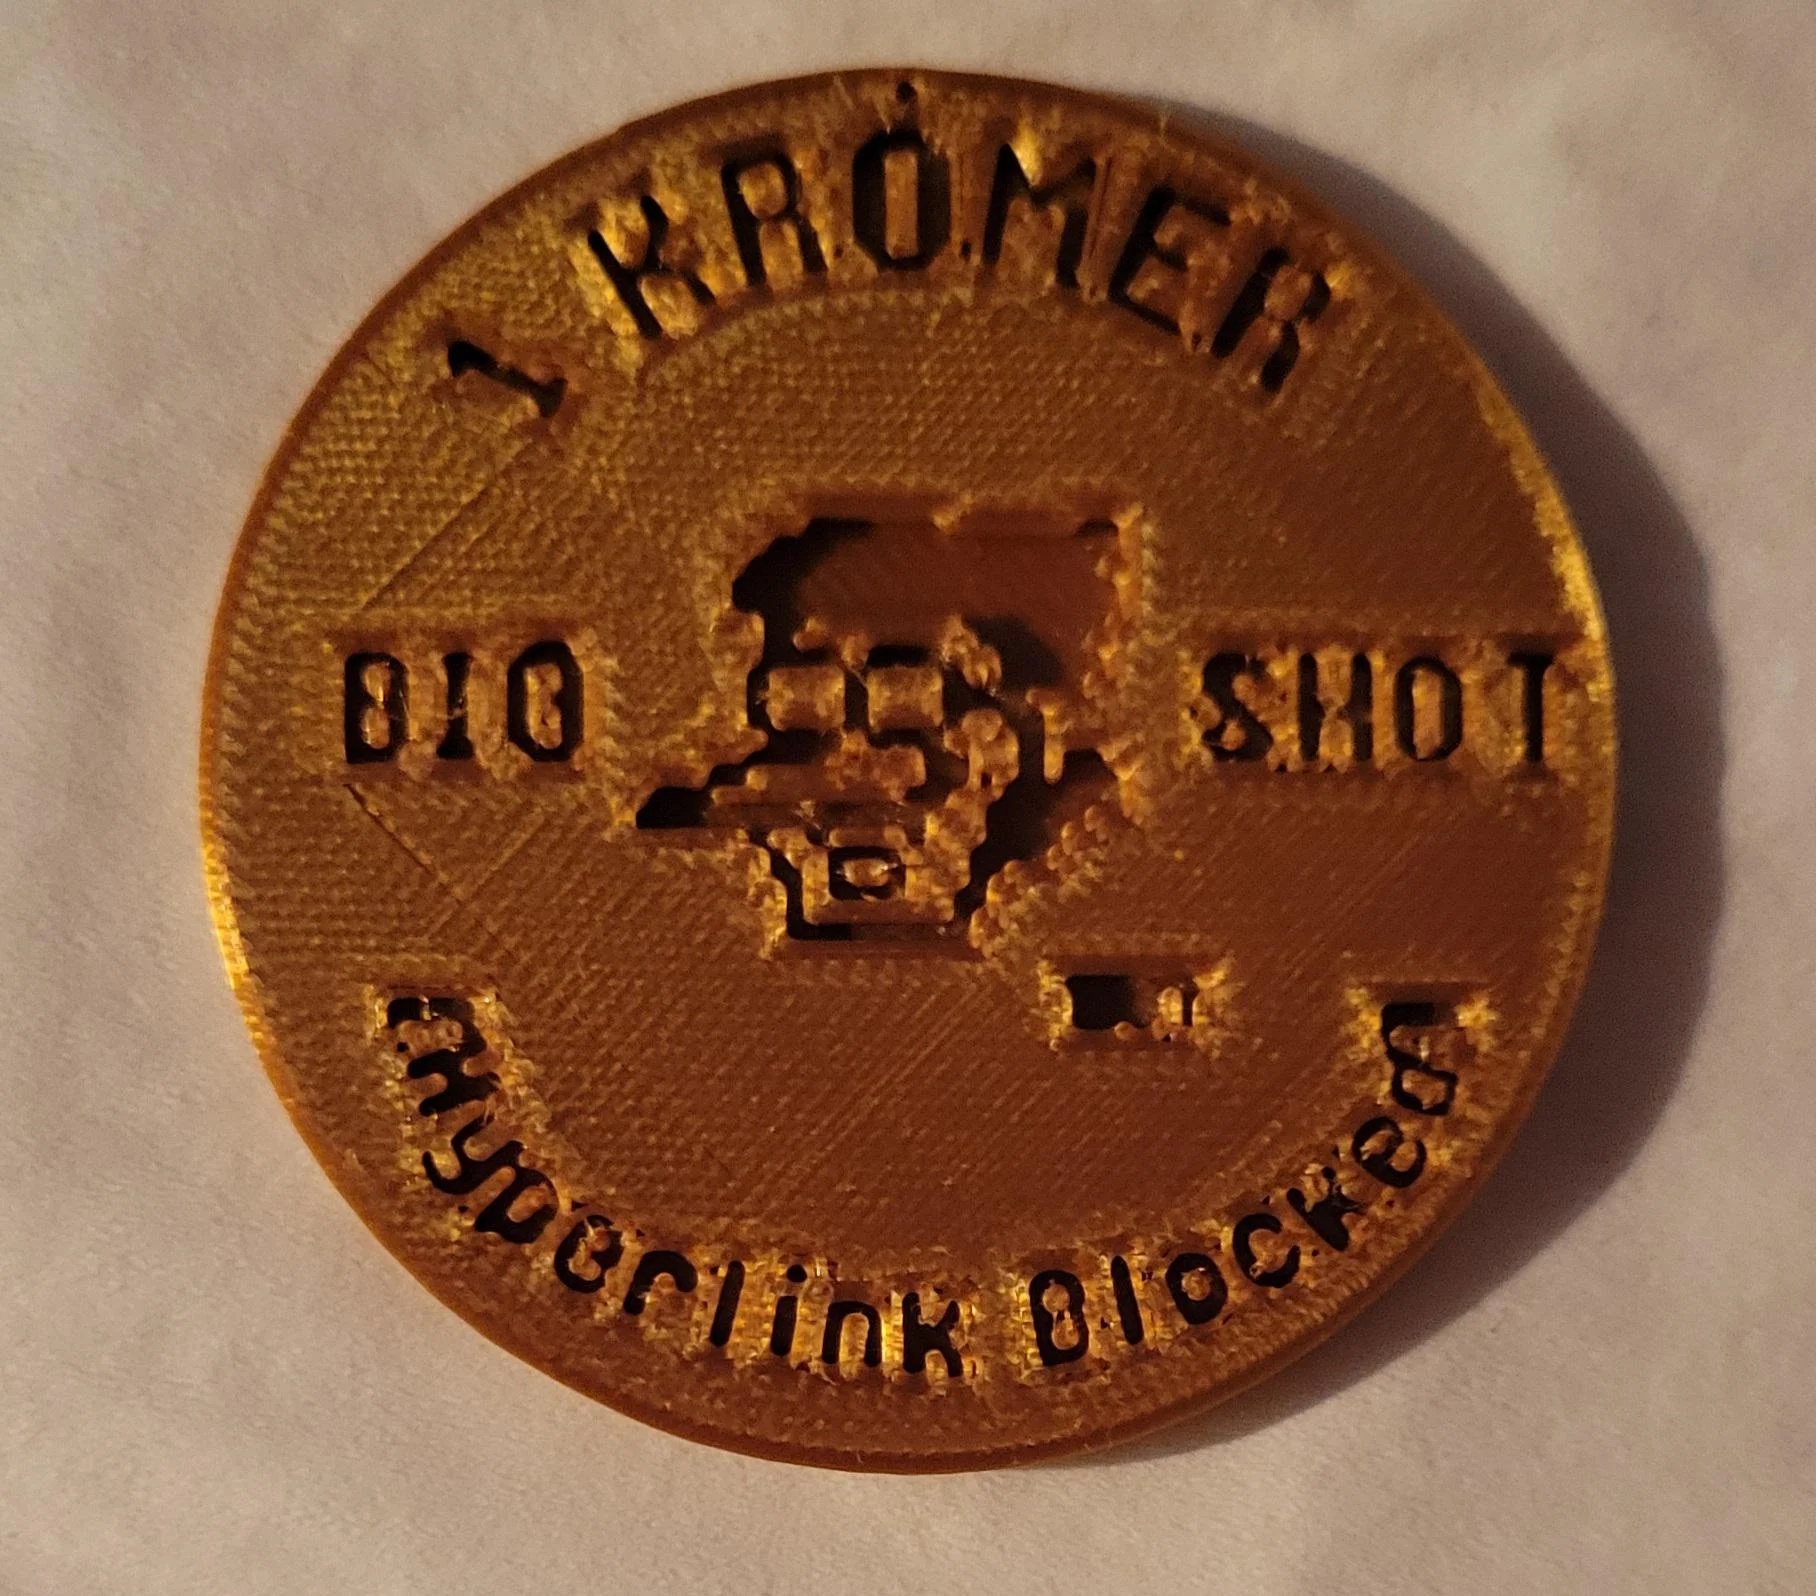 1 KROMER
BIG SHOT
[Hyperlink Blocked]